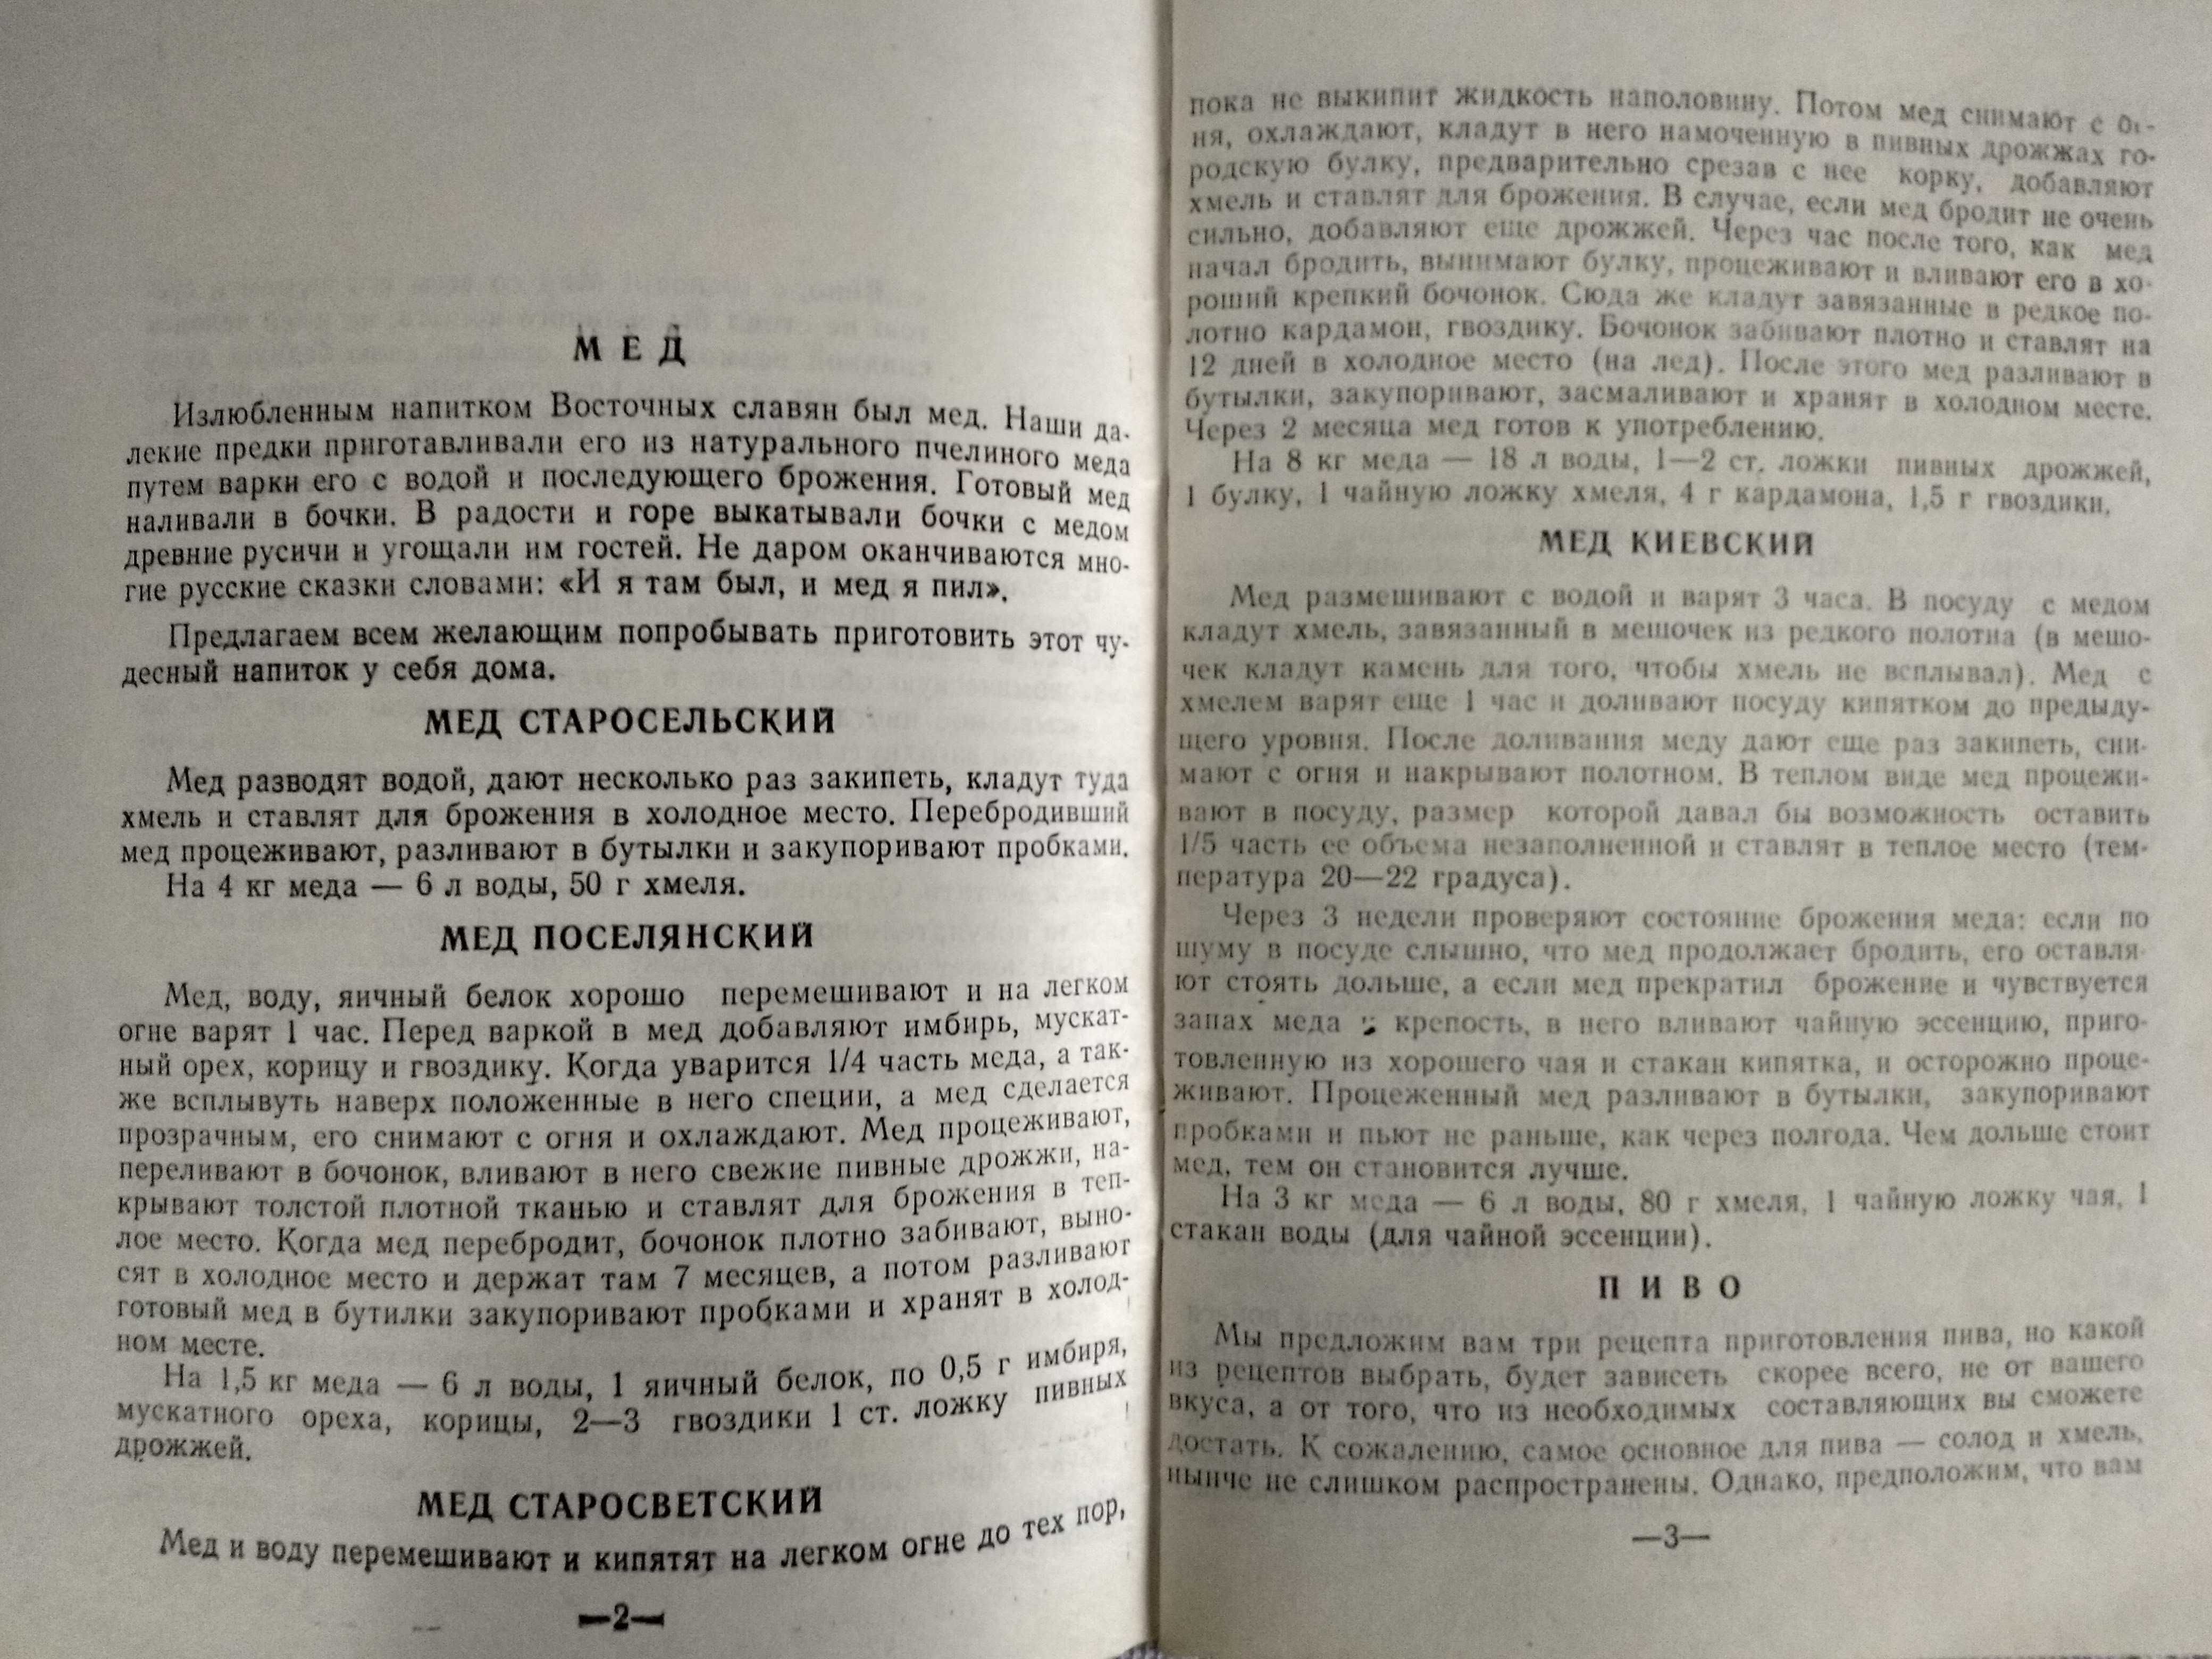 МЕД
Излюбленным напитком Восточных славян был мед. Наши да-
лекие предки приготавливали его из натурального пчелиного меда
путем варки его с водой и последующего брожения. Готовый мед
наливали в бочки. В радости и горе выкатывали бочки с медом
древние русичи и угощали им гостей. Не даром оканчиваются мно-
гие русские сказки словами: «И я там был, и мед я пил».
Предлагаем всем желающим попробывать приготовить этот чу-
десный напиток у себя дома.
МЕД СТАРОСЕЛЬСКИЙ
Мед разводят водой, дают несколько раз закипеть, кладут туда
хмель и ставлят для брожения в холодное место. Перебродивший
мед процеживают, разливают в бутылки и закупоривают пробками.
На 4 кг меда — 6 л воды, 50 г хмеля.
МЕД ПОСЕЛЯНСКИЙ
Мед, воду, яичный белок хорошо перемешивают и на легком
огне варят 1 час. Перед варкой в мед добавляют имбирь, мускат-
ный орех, корицу и гвоздику. Когда уварится 1/4 часть меда, а так-
же всплывуть наверх положенные в него специи, а мед сделается
прозрачным, его снимают с огня и охлаждают. Мед процеживают,
переливают в бочонок, вливают в него свежие пивные дрожжи, на-
крывают толстой плотной тканью и ставлят для брожения в теп-
лое место. Когда мед перебродит, бочонок плотно забивают, выно-
сят в холодное место и держат там 7 месяцев, а потом разливают
готовый мед в бутилки закупоривают пробками и хранят в холод-
ном месте.
На 1,5 кг меда — 6 л воды, 1 яичный белок, по 0,5 г имбиря,
мускатного ореха, корицы, 2—3 гвоздики 1 ст. ложку пивных
дрожжей.
МЕД СТАРОСВЕТСКИЙ
Мед и воду перемешивают и кипятят на легком огне до тех пор,
—2—
пока не выкипит жидкость наполовину. Потом мед снимают с ог-
ня, охлаждают, кладут в него намоченную в пивных дрожжах го-
родскую булку, предварительно срезав с нее корку, добавляют
хмель и ставлят для брожения. В случае, если мед бродит не очень
сильно, добавляют еще дрожжей. Через час после того, как мед
начал бродить, вынимают булку, процеживают и вливают его в хо-
роший крепкий бочонок. Сюда же кладут завязанные в редкое по-
лотно кардамон, гвоздику. Бочонок забивают плотно и ставлят на
12 дней в холодное место (на лед). После этого мед разливают в
бутылки, закупоривают, засмаливают и хранят в холодном месте.
Через 2 месяца мед готов к употреблению.
На 8 кг меда — 18 л воды, 1—2 ст. ложки пивных дрожжей,
1 булку, 1 чайную ложку хмеля, 4 г кардамона, 1,5 г гвоздики.
МЕД КИЕВСКИЙ
Мед размешивают с водой и варят 3 часа. В посуду с медом
кладут хмель, завязанный в мешочек из редкого полотна (в мешо-
чек кладут камень для того, чтобы хмель не всплывал). Мед с
хмелем варят еще 1 час и доливают посуду кипятком до предыду-
щего уровня. После доливания меду дают еще раз закипеть, сни-
мают с огня и накрывают полотном. В теплом виде мед процежи-
вают в посуду, размер которой давал бы возможность оставить
1/5 часть ее объема незаполненной и ставлят в теплое место (тем-
пература 20—22 градуса).
Через 3 недели проверяют состояние брожения меда: если по
шуму в посуде слышно, что мед продолжает бродить, его оставля-
ют стоять дольше, а если мед прекратил брожение и чувствуется
запах меда и крепость, в него вливают чайную эссенцию, приго-
товленную из хорошего чая и стакан кипятка, и осторожно проце-
живают. Процеженный мед разливают в бутылки, закупоривают
пробками и пьют не раньше, как через полгода. Чем дольше стоит
мед, тем он становится лучше.
На 3 кг меда — 6 л воды, 80 г хмеля, 1 чайную ложку чая, 1
стакан воды (для чайной эссенции).
ПИВО
Мы предложим вам три рецепта приготовления пива, но какой
из рецептов выбрать, будет зависеть скорее всего, не от вашего
вкуса, а от того, что из необходимых составляющих вы сможете
достать. К сожалению, самое основное для пива — солод и хмель,
нынче не слишком распространены. Однако, предположим, что вам
—3—